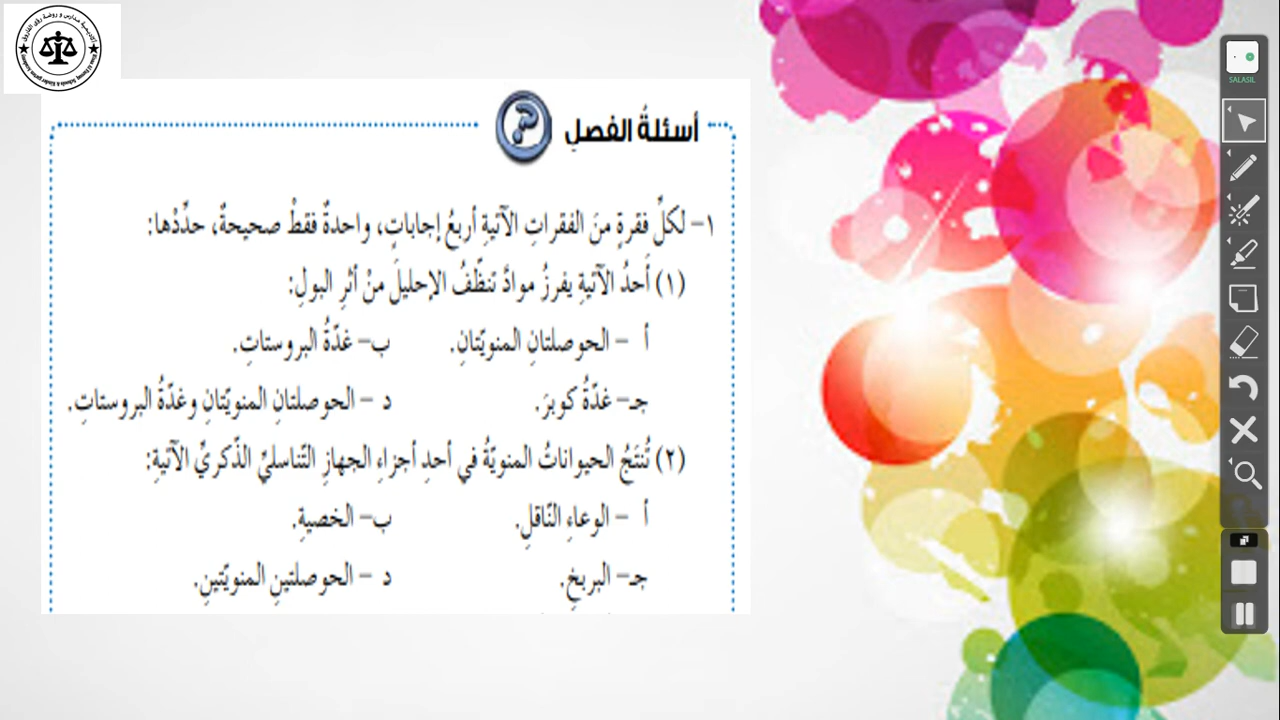 أسئلةُ الفصلِ
١- لكلِّ فقرةٍ منَ الفقراتِ الآتيةِ أربعُ إجاباتٍ، واحدةٌ فقطْ صحيحةٌ، حدِّدْها:
(١) أحدُ الآتيةِ يفرزُ موادَّ تنظِّفُ الإحليلَ منْ أثرِ البولِ:
أ - الحوصلتانِ المنويّتانِ. ب- غدّةُ البروستاتِ.
جـ- غدّةُ كوبرَ. د - الحوصلتانِ المنويّتانِ وغدّةُ البروستاتِ.
(٢) تُنتَجُ الحيواناتُ المنويّةُ في أحدِ أجزاءِ الجهازِ التّناسليِّ الذّكريِّ الآتيةِ:
أ - الوعاءِ النّاقلِ. ب- الخصيةِ.
جـ- البربخِ. د - الحوصلتينِ المنويّتينِ.
SALASIL